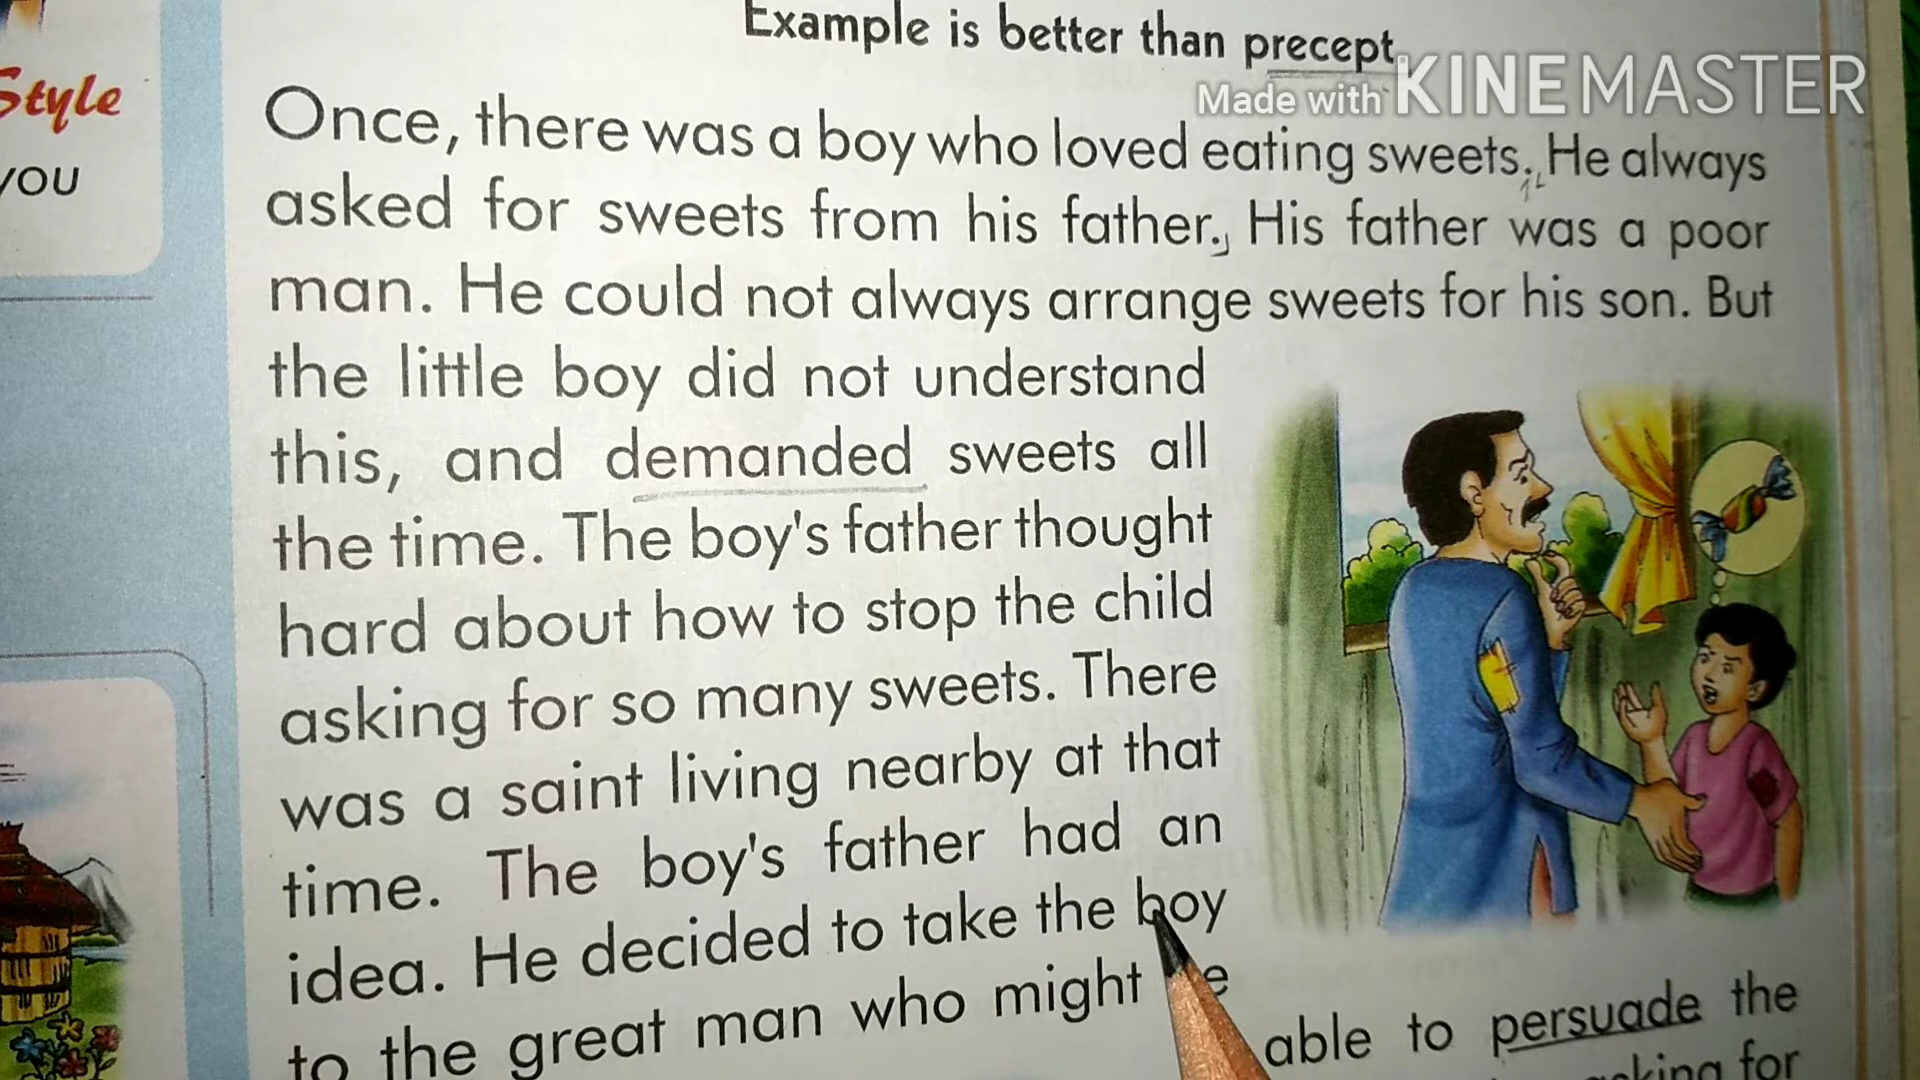 Example is better than precept
Made with KINEMASTER
Style
you
Once, there was a boy who loved eating sweets. He always
asked for sweets from his father. His father was a poor
man. He could not always arrange sweets for his son. But
the little boy did not understand
this, and demanded sweets all
the time. The boy's father thought
hard about how to stop the child
asking for so many sweets. There
was a saint living nearby at that
time. The boy's father had an
idea. He decided to take the boy
to the great man who might
able to persuade the
for